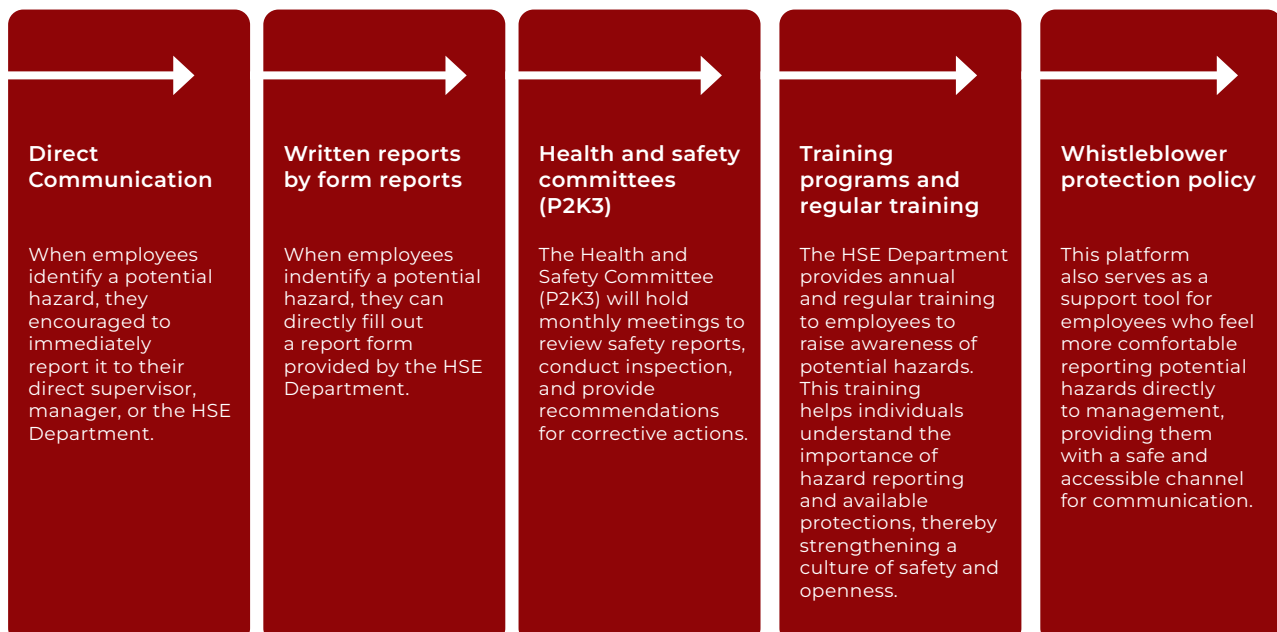 Direct
Communication
When employees
identify a potential
hazard, they
encouraged to
immediately
report it to their
direct supervisor,
manager, or the HSE
Department.
Written reports
by form reports
When employees
indentify a potential
hazard, they can
directly fill out
a report form
provided by the HSE
Department.
Health and safety
committees
(P2K3)
The Health and
Safety Committee
(P2K3) will hold
monthly meetings to
review safety reports,
conduct inspection,
and provide
recommendations
for corrective actions.
Training
programs and
regular training
The HSE Department
provides annual
and regular training
to employees to
raise awareness of
potential hazards.
This training
helps individuals
understand the
importance of
hazard reporting
and available
protections, thereby
strengthening a
culture of safety and
openness.
Whistleblower
protection policy
This platform
also serves as a
support tool for
employees who feel
more comfortable
reporting potential
hazards directly
to management,
providing them
with a safe and
accessible channel
for communication.